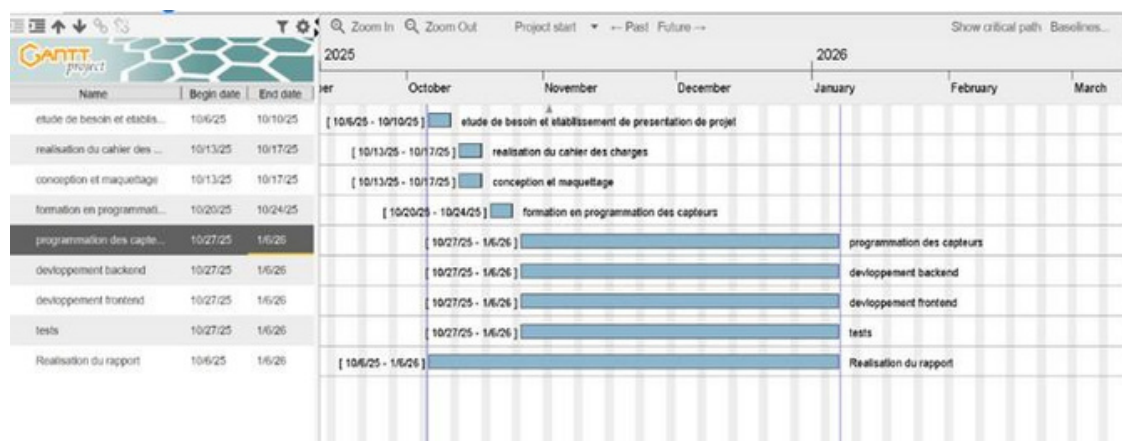 Zoom In Zoom Out Project start ← Past Future → Show critical path Baselines...
GANTT project
2025 2026
Name Begin date End date ber October November December January February March
etude de besoin et etablis... 10/6/25 10/10/25 [ 10/6/25 - 10/10/25 ] etude de besoin et etablissement de presentation de projet
realisation du cahier des ... 10/13/25 10/17/25 [ 10/13/25 - 10/17/25 ] realisation du cahier des charges
conception et maquettage 10/13/25 10/17/25 [ 10/13/25 - 10/17/25 ] conception et maquettage
formation en programmati... 10/20/25 10/24/25 [ 10/20/25 - 10/24/25 ] formation en programmation des capteurs
programmation des capte... 10/27/25 1/6/26 [ 10/27/25 - 1/6/26 ] programmation des capteurs
devloppement backend 10/27/25 1/6/26 [ 10/27/25 - 1/6/26 ] devloppement backend
devloppement frontend 10/27/25 1/6/26 [ 10/27/25 - 1/6/26 ] devloppement frontend
tests 10/27/25 1/6/26 [ 10/27/25 - 1/6/26 ] tests
Realisation du rapport 10/6/25 1/6/26 [ 10/6/25 - 1/6/26 ] Realisation du rapport